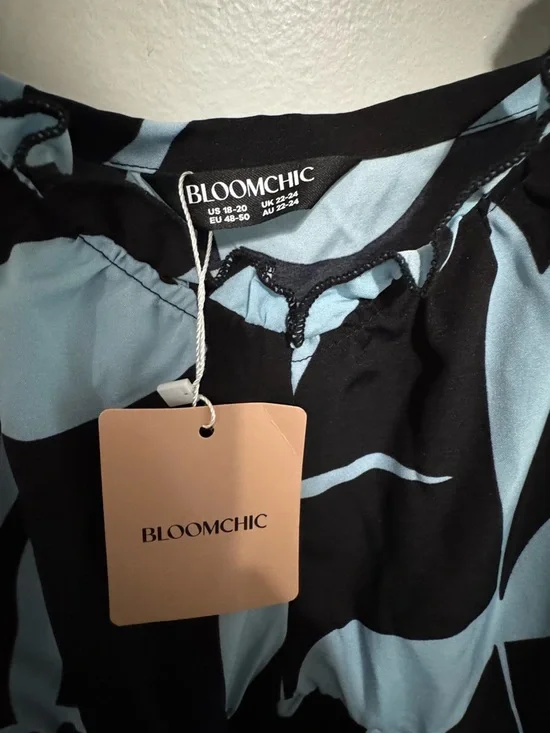 BLOOMCHIC
US 18-20 UK 22-24
EU 48-50 AU 22-24
BLOOMCHIC